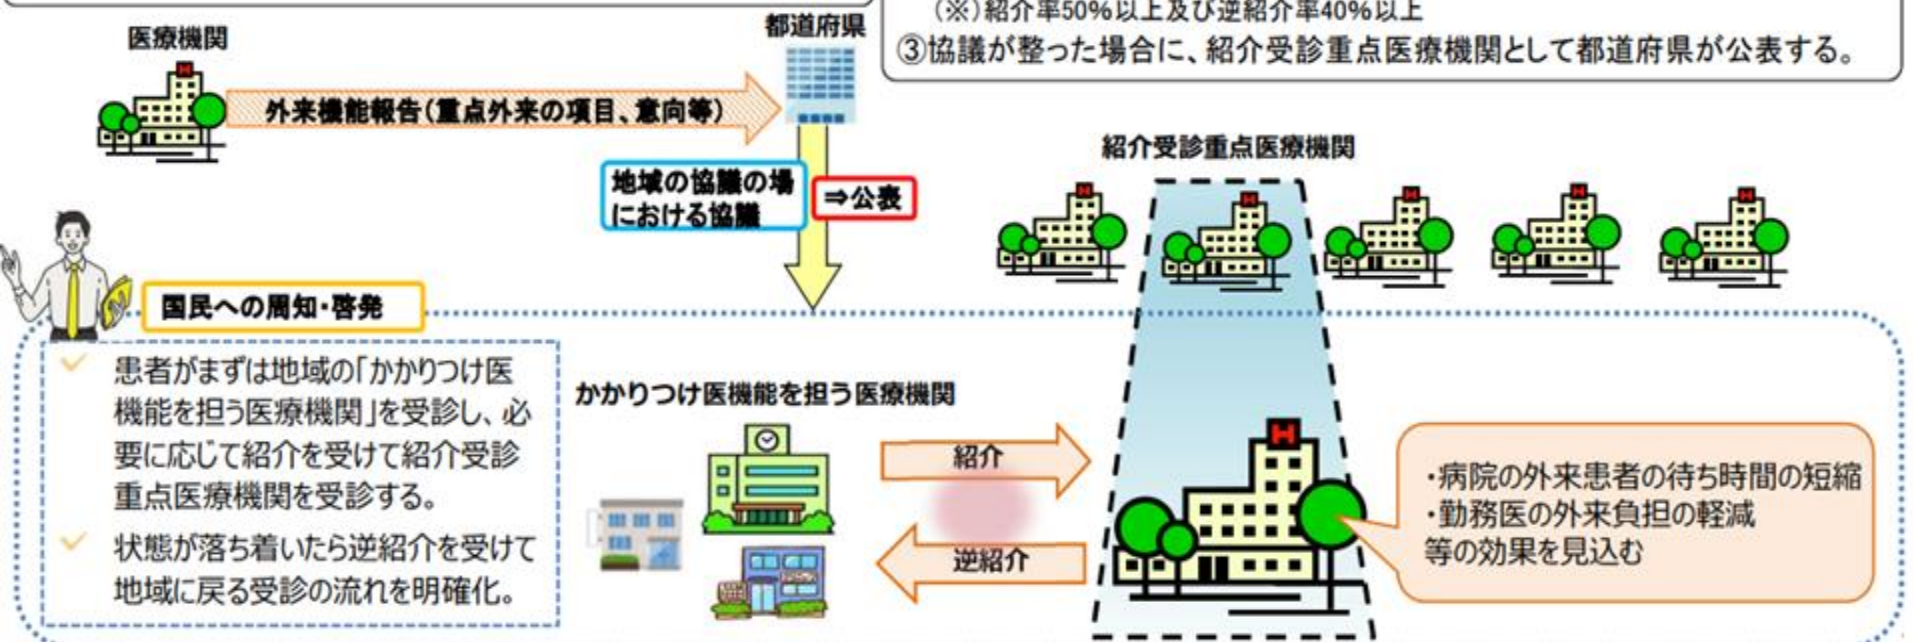 (※)紹介率50%以上及び逆紹介率40%以上
③協議が整った場合に、紹介受診重点医療機関として都道府県が公表する。
医療機関
都道府県
外来機能報告(重点外来の項目、意向等)
地域の協議の場
における協議
⇒公表
紹介受診重点医療機関
国民への周知・啓発
患者がまずは地域の「かかりつけ医
機能を担う医療機関」を受診し、必
要に応じて紹介を受けて紹介受診
重点医療機関を受診する。
状態が落ち着いたら逆紹介を受けて
地域に戻る受診の流れを明確化。
かかりつけ医機能を担う医療機関
紹介
逆紹介
・病院の外来患者の待ち時間の短縮
・勤務医の外来負担の軽減
等の効果を見込む